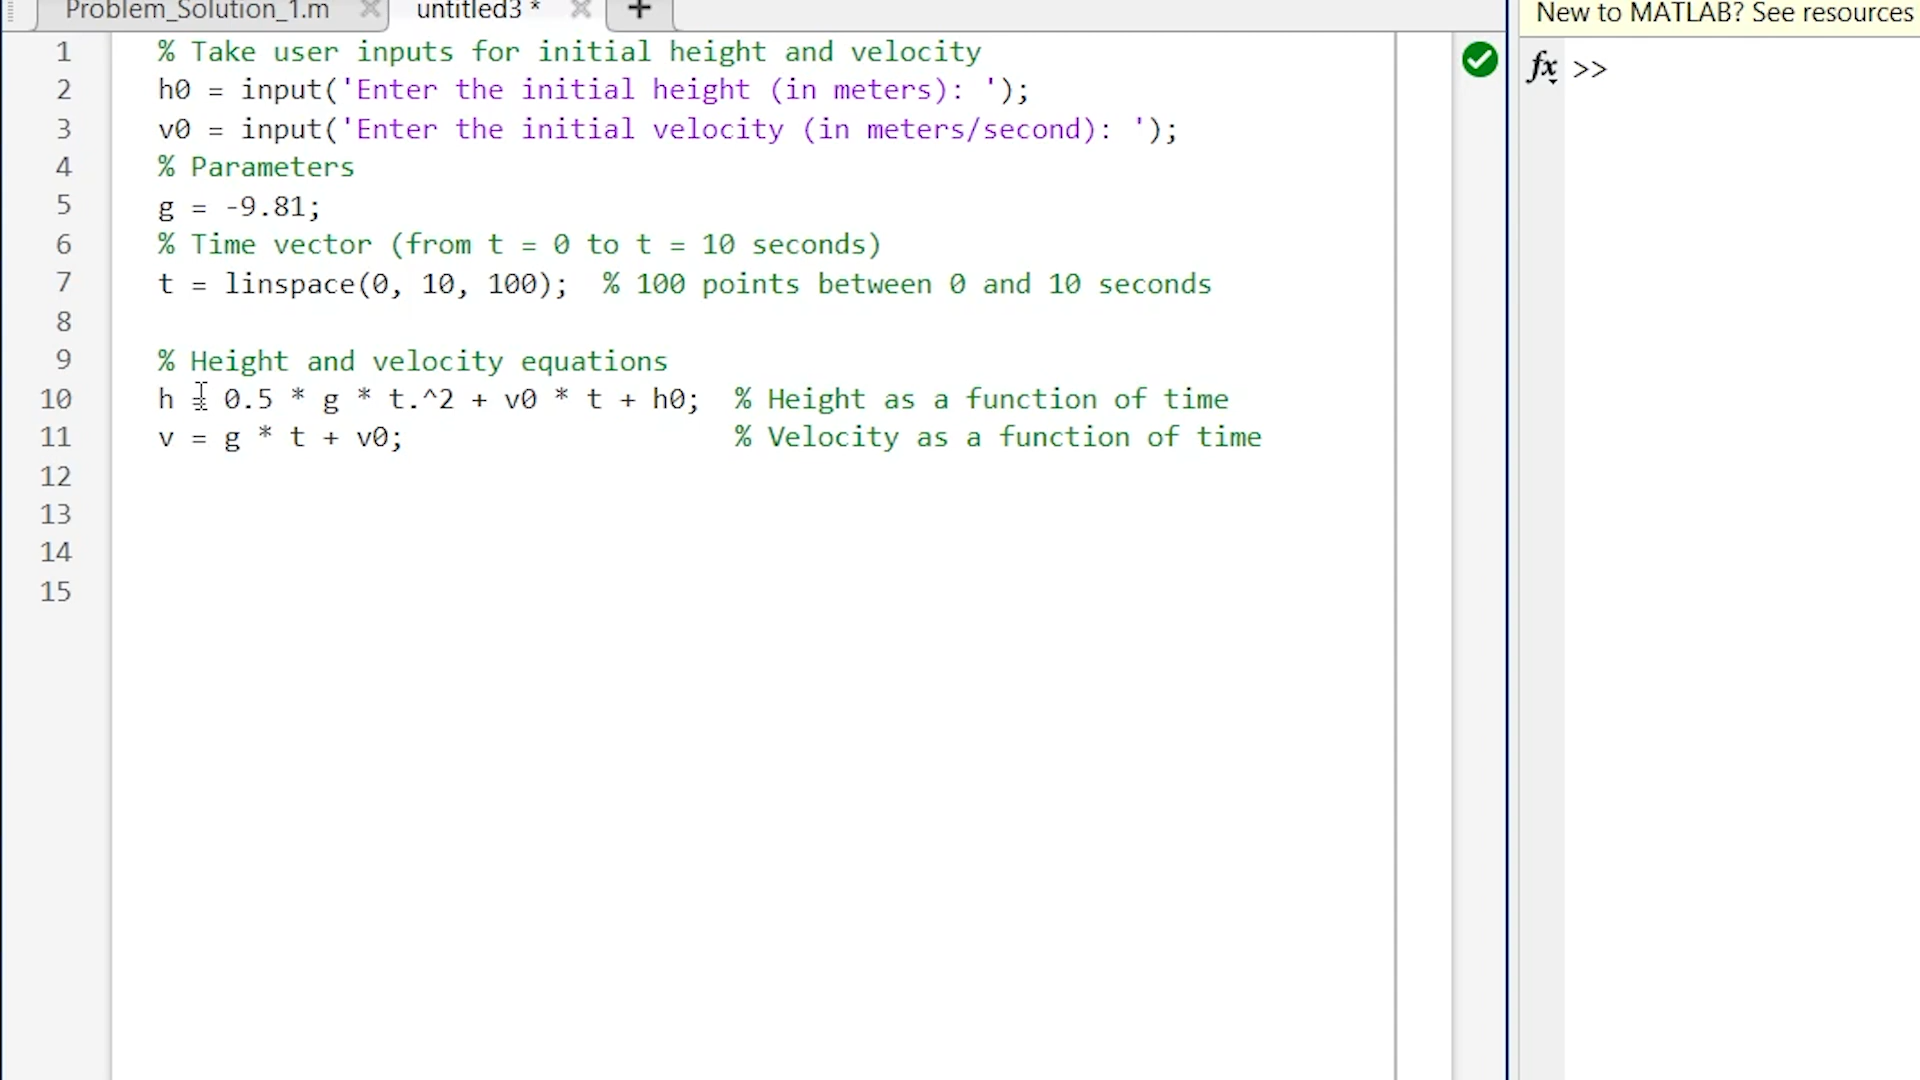 Problem_Solution_1.m untitled3 * +
New to MATLAB? See resources
1 % Take user inputs for initial height and velocity
2 h0 = input('Enter the initial height (in meters): ');
3 v0 = input('Enter the initial velocity (in meters/second): ');
4 % Parameters
5 g = -9.81;
6 % Time vector (from t = 0 to t = 10 seconds)
7 t = linspace(0, 10, 100);  % 100 points between 0 and 10 seconds
8
9 % Height and velocity equations
10 h = 0.5 * g * t.^2 + v0 * t + h0;  % Height as a function of time
11 v = g * t + v0;                    % Velocity as a function of time
12
13
14
15
fx >>